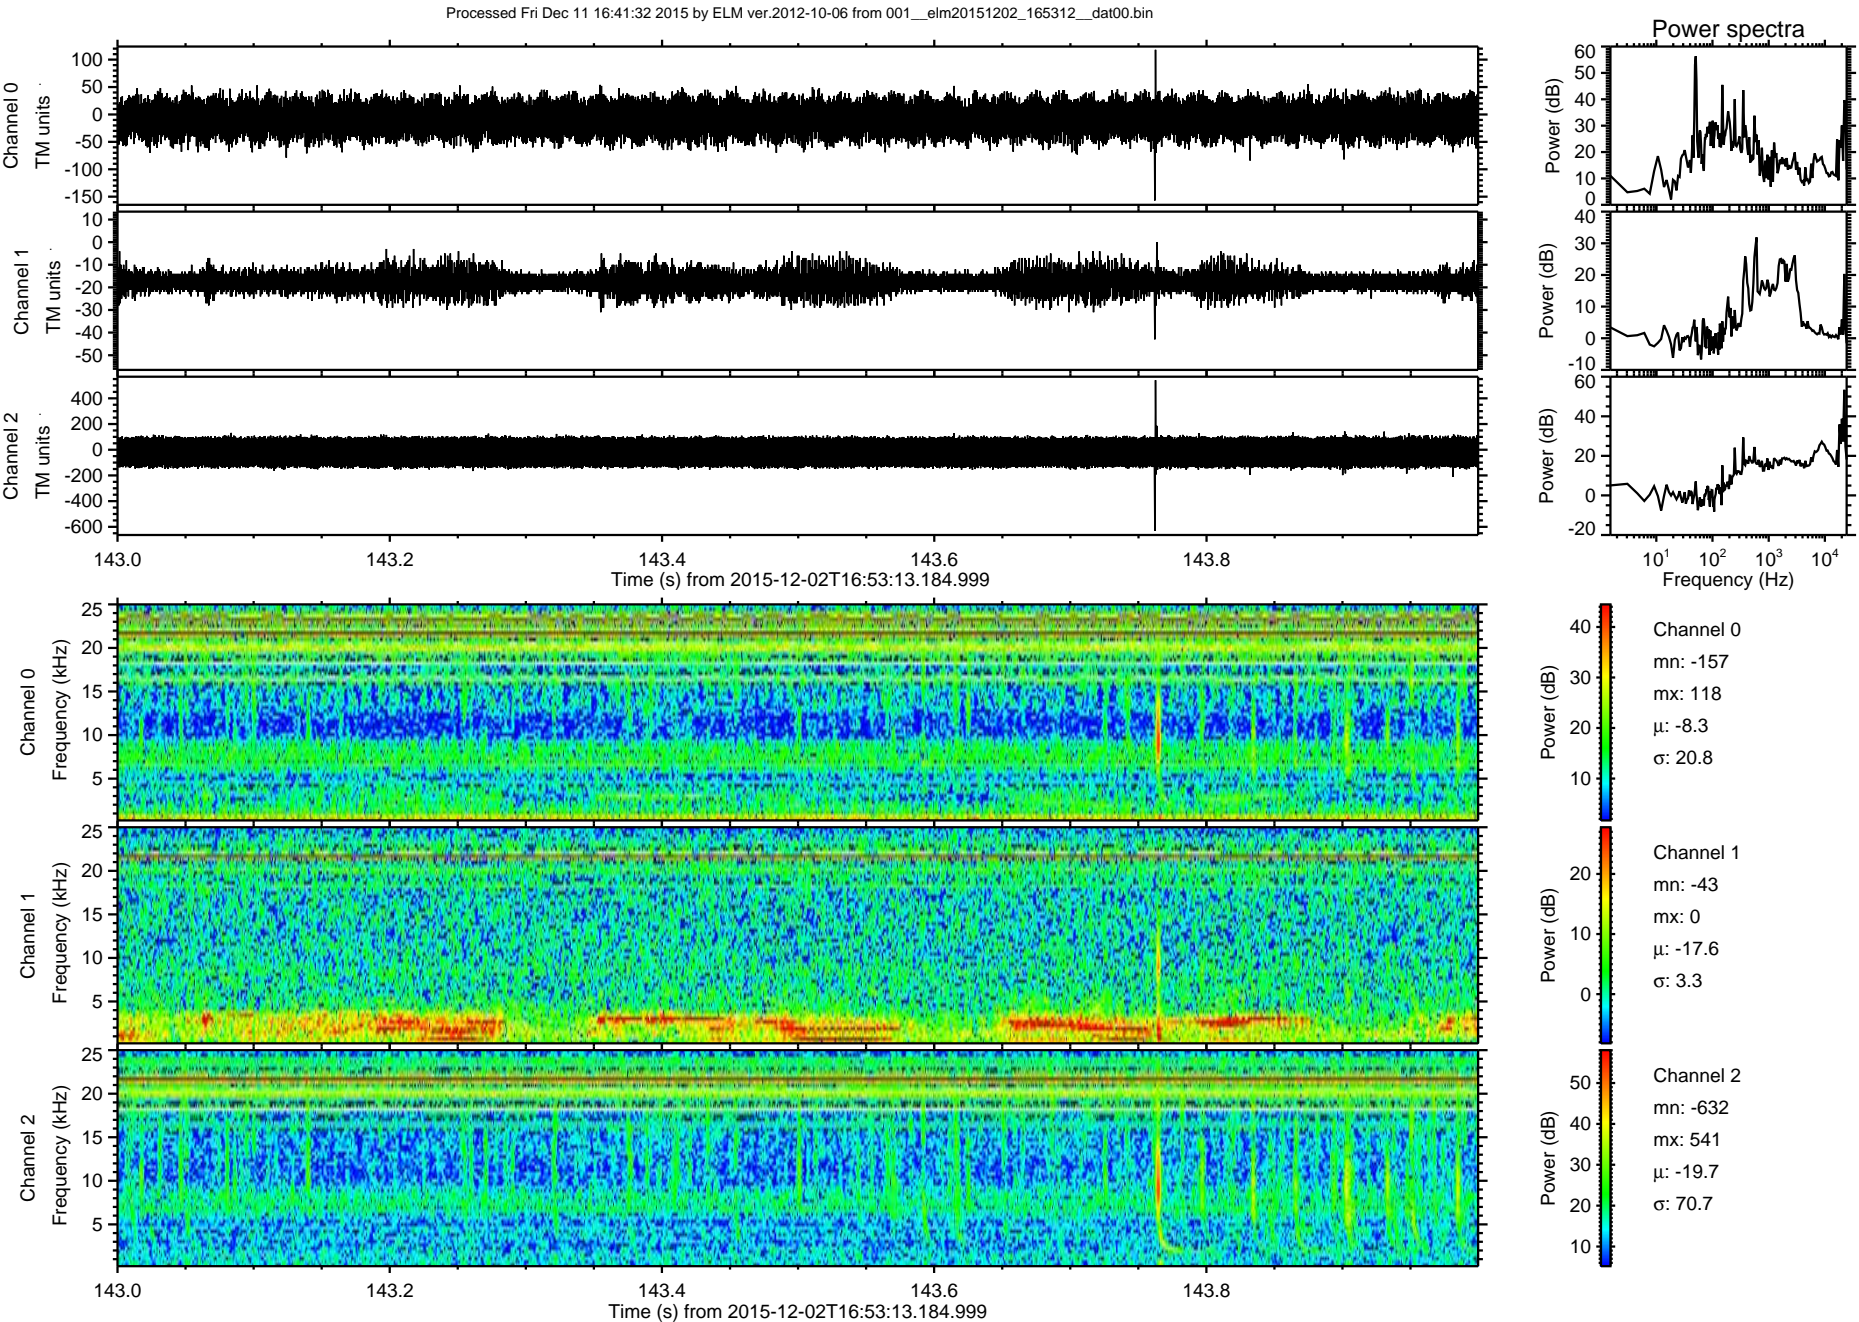 Processed Fri Dec 11 16:41:32 2015 by ELM ver.2012-10-06 from 001__elm20151202_165312__dat00.bin
Power spectra
Channel 0
TM units
100
50
0
-50
-100
-150
Power (dB)
60
50
40
30
20
10
0
Channel 1
TM units
10
0
-10
-20
-30
-40
-50
Power (dB)
40
30
20
10
0
-10
Channel 2
TM units
400
200
0
-200
-400
-600
Power (dB)
60
40
20
0
-20
143.0 143.2 143.4 143.6 143.8
Time (s) from 2015-12-02T16:53:13.184.999
10¹ 10² 10³ 10⁴
Frequency (Hz)
Channel 0
Frequency (kHz)
25
20
15
10
5
Power (dB)
40
30
20
10
Channel 0
mn: -157
mx: 118
μ: -8.3
σ: 20.8
Channel 1
Frequency (kHz)
25
20
15
10
5
Power (dB)
20
10
0
Channel 1
mn: -43
mx: 0
μ: -17.6
σ: 3.3
Channel 2
Frequency (kHz)
25
20
15
10
5
Power (dB)
50
40
30
20
10
Channel 2
mn: -632
mx: 541
μ: -19.7
σ: 70.7
143.0 143.2 143.4 143.6 143.8
Time (s) from 2015-12-02T16:53:13.184.999